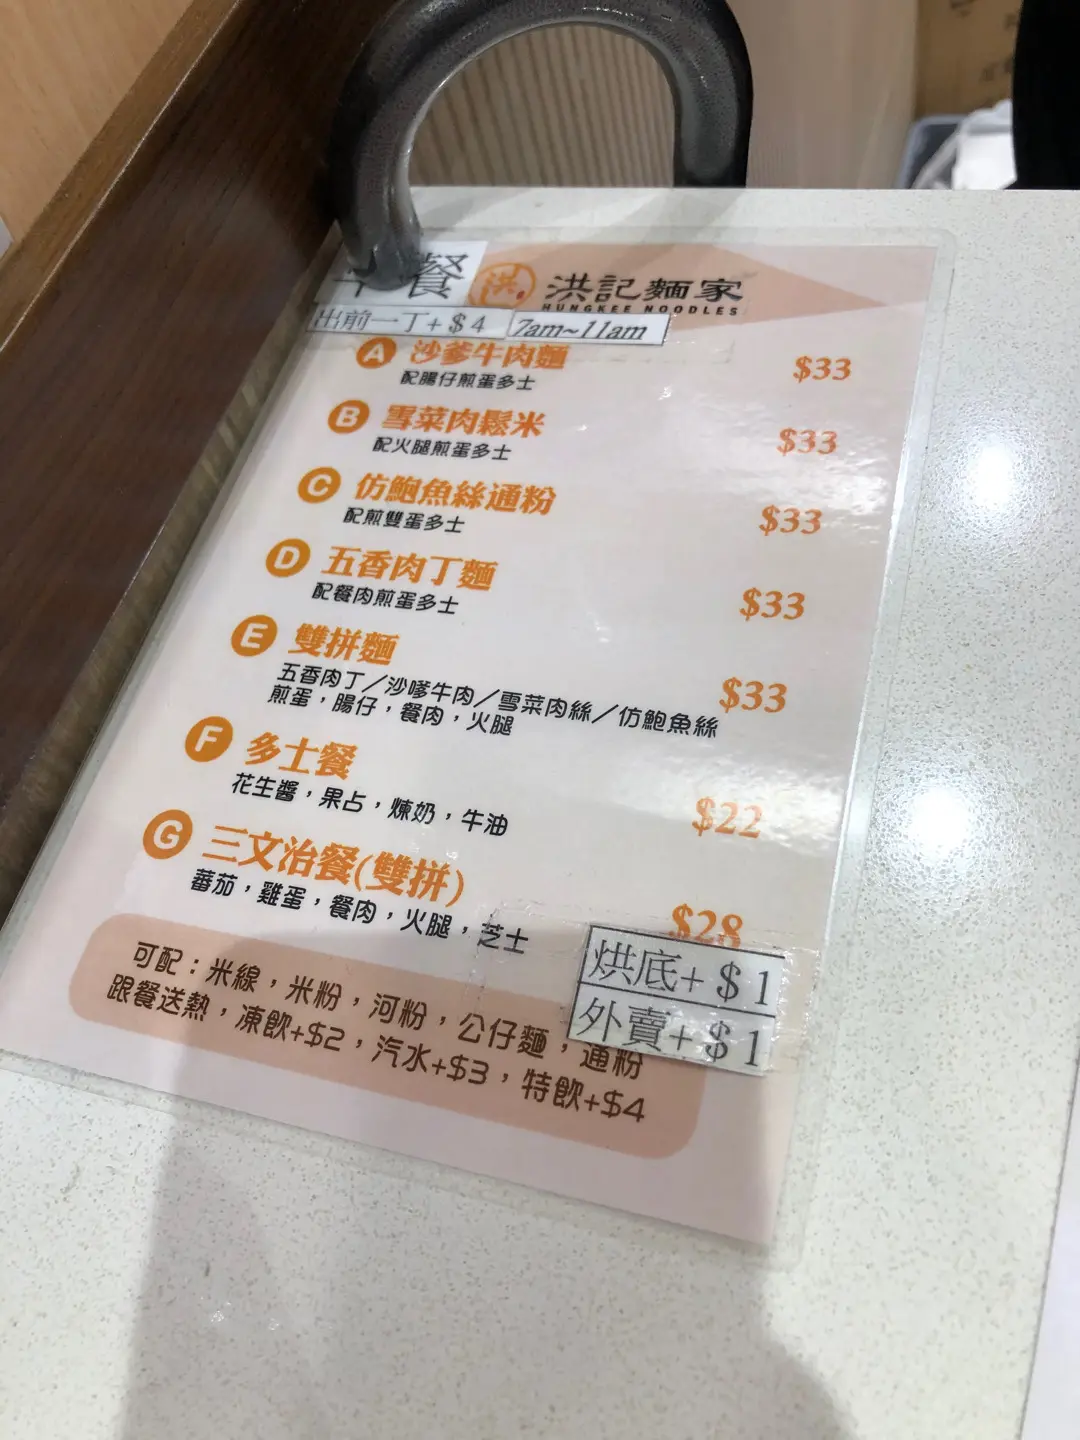 早餐
洪 洪記麵家
HUNGKEE NOODLES
出前一丁+$4 7am~11am
A 沙爹牛肉麵 $33
配腸仔煎蛋多士
B 雪菜肉鬆米 $33
配火腿煎蛋多士
C 仿鮑魚絲通粉 $33
配煎雙蛋多士
D 五香肉丁麵 $33
配餐肉煎蛋多士
E 雙拼麵 $33
五香肉丁／沙嗲牛肉／雪菜肉絲／仿鮑魚絲
煎蛋，腸仔，餐肉，火腿
F 多士餐 $22
花生醬，果占，煉奶，牛油
G 三文治餐(雙拼) $28
蕃茄，雞蛋，餐肉，火腿，芝士
烘底+$1
外賣+$1
可配：米線，米粉，河粉，公仔麵，通粉
跟餐送熱，凍飲+$2，汽水+$3，特飲+$4